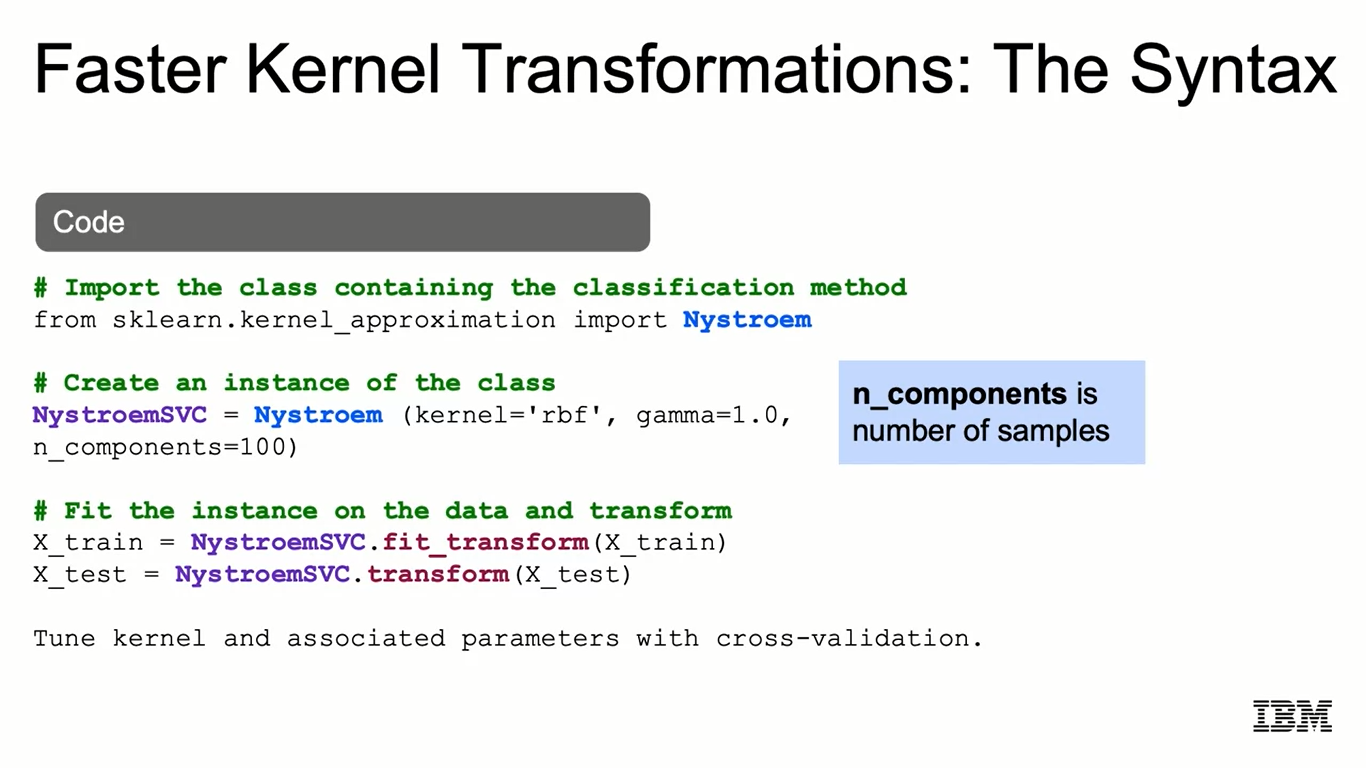 Faster Kernel Transformations: The Syntax
Code
# Import the class containing the classification method
from sklearn.kernel_approximation import Nystroem
# Create an instance of the class
NystroemSVC = Nystroem (kernel='rbf', gamma=1.0,
n_components=100)
n_components is
number of samples
# Fit the instance on the data and transform
X_train = NystroemSVC.fit_transform(X_train)
X_test = NystroemSVC.transform(X_test)
Tune kernel and associated parameters with cross-validation.
IBM